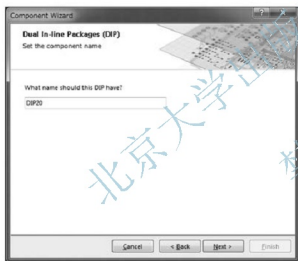 Component Wizard
Dual In-line Packages (DIP)
Set the component name
What name should this DIP have?
DIP20
Cancel
< Back
Next >
Finish
北京大学出